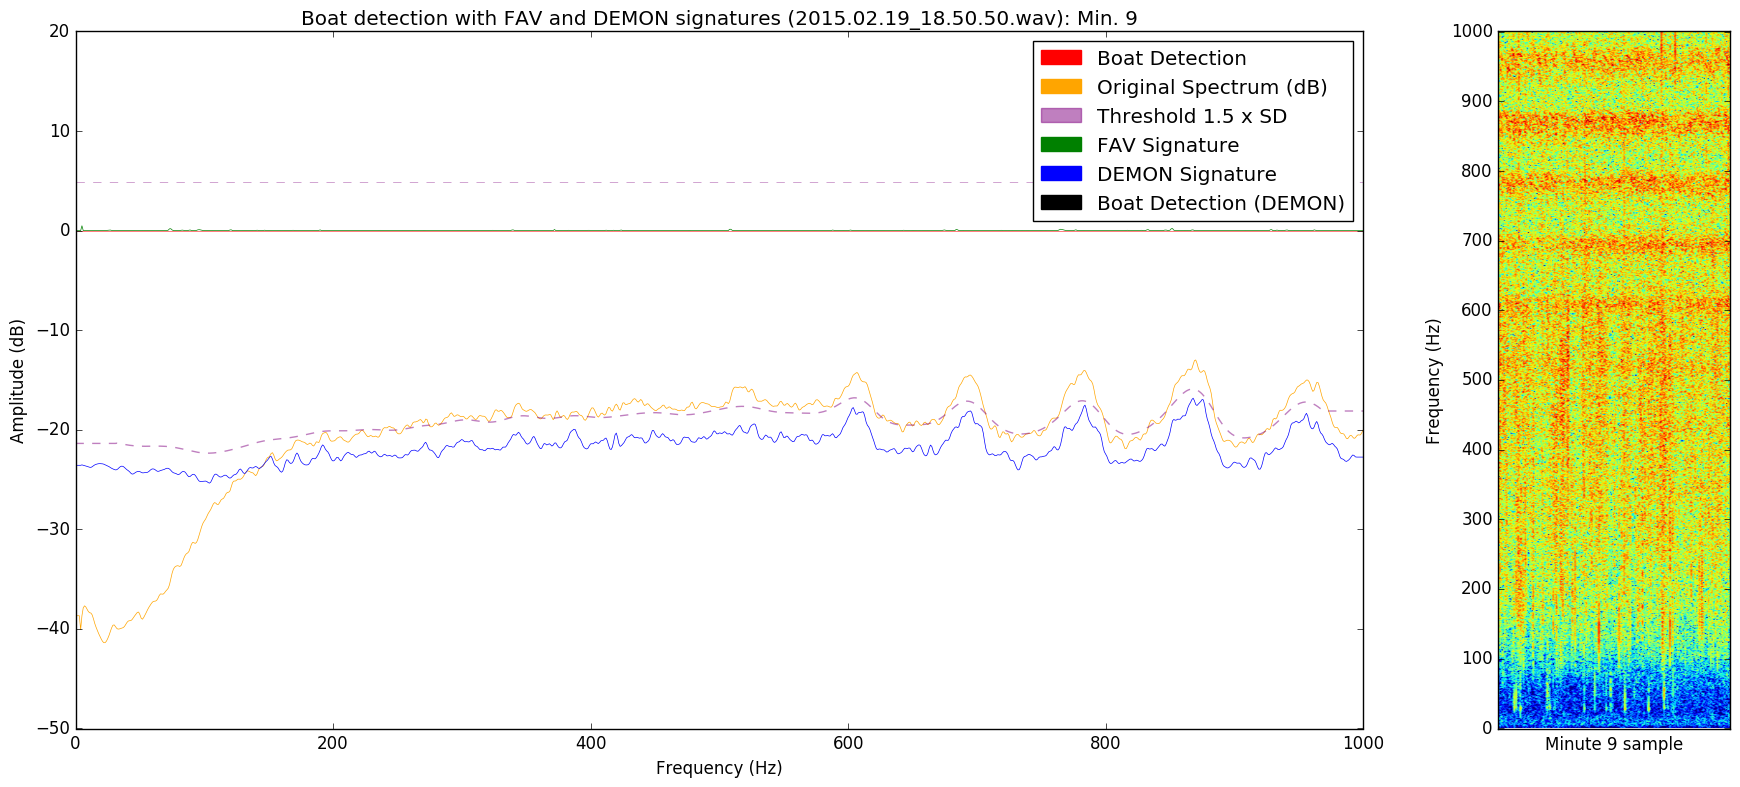 Boat detection with FAV and DEMON signatures (2015.02.19_18.50.50.wav): Min. 9
20
10
0
−10
−20
−30
−40
−50
Amplitude (dB)
0 200 400 600 800 1000
Frequency (Hz)
Boat Detection
Original Spectrum (dB)
Threshold 1.5 x SD
FAV Signature
DEMON Signature
Boat Detection (DEMON)
1000
900
800
700
600
500
400
300
200
100
0
Frequency (Hz)
Minute 9 sample